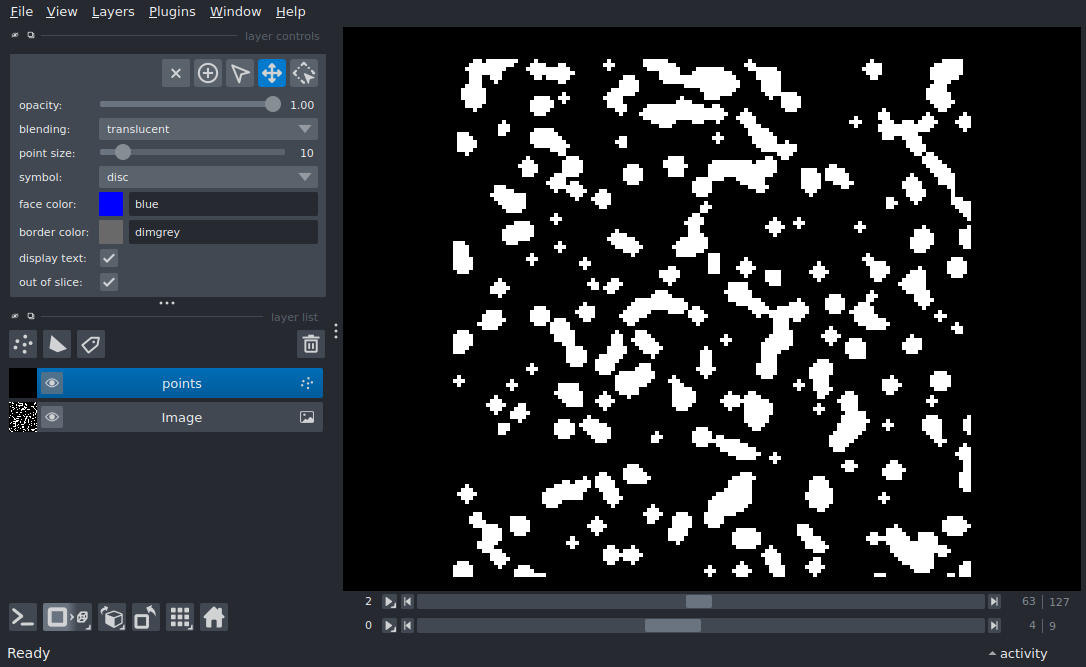 File View Layers Plugins Window Help
layer controls
opacity: 1.00
blending: translucent
point size: 10
symbol: disc
face color: blue
border color: dimgrey
display text:
out of slice:
layer list
points
Image
2 63 | 127
0 4 | 9
Ready activity